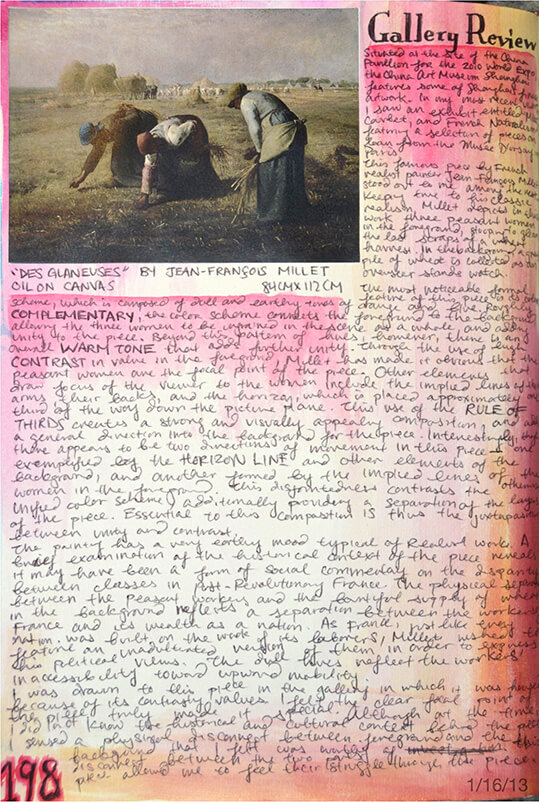 Gallery Review
Situated at the site of the China
Pavillion for the 2010 World Expo,
the China Art Museum Shanghai
features some of Shanghai's fine
artwork. In my most recent visit
I saw an exhibit entitled Millet,
Courbet, and French Naturalism
featuring a selection of pieces on
loan from the Musée D'Orsay
Paris.
This famous piece by French
realist painter Jean-François Millet
stood out to me among the rest.
Keeping true to his classic
realism, Millet depicts in this
work three peasant women
in the foreground, stooping to glean
the last scraps of a wheat
harvest. In the background, a
pile of wheat is collected as an
overseer stands watch.
The most noticeable formal
feature of this piece is its color
"DES GLANEUSES" BY JEAN-FRANÇOIS MILLET
OIL ON CANVAS 84CM X 112CM
scheme, which is composed of dull and earthy tones of orange and blue. Roughly
COMPLEMENTARY, the color scheme connects the foreground to the background
allowing the three women to be ingrained in the scene as a whole, and adding
unity to the piece. Beyond this pattern of hues, however, there is an
overall WARM TONE that adds further unity. Through the use of
CONTRAST in value in the foreground, Millet has made it obvious that the
peasant women are the focal point of the piece. Other elements that
draw focus of the viewer to the women include the implied lines of the
arms, their backs, and the horizon, which is placed approximately one
third of the way down the picture plane. This use of the RULE OF
THIRDS creates a strong and visually appealing composition, and adds
a general direction into the background for the piece. Interestingly, though,
there appears to be two directions of movement in this piece- one
exemplified by the HORIZON LINE and other elements of the
background, and another formed by the implied lines of the
women in the foreground. This disjointedness contrasts the otherwise
unified color scheme, additionally providing a separation of the layers
of the piece. Essential to this composition is thus the juxtaposition
between unity and contrast.
The painting has a very earthy mood typical of Realist works. A
brief examination of the historical context of the piece reveals
it may have been a form of social commentary on the disparity
between classes in Post-Revolutionary France. The physical separation
between the peasant workers and the bountiful supply of wheat
in the background reflects a separation between the workers of
France and its wealth as a nation. As France, just like every
nation, was built on the work of its laborers, Millet wished to
feature an unadulterated version of them, in order to express
his political views. The dull hues reflect the workers'
inaccessibility toward upward mobility.
I was drawn to this piece in the gallery in which it was hung
because of its contrasting values. I felt the clear focal point of
the piece truly made it special. Although at the time
I did not know the historical and cultural context behind the piece,
I sensed a physical disconnect between foreground and
background that I felt was worthy of investigation. This
disconnect between the two parts of the
piece allowed me to feel their struggle through the piece.
198
1/16/13